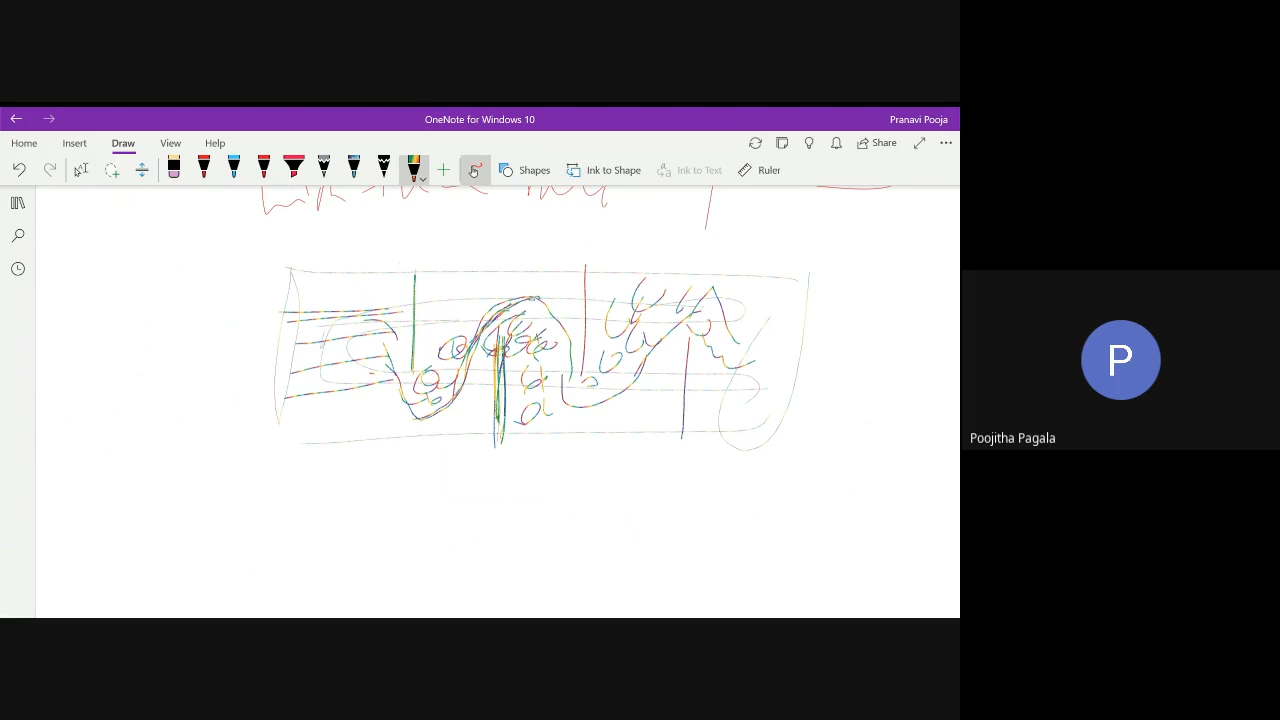 OneNote for Windows 10
Pranavi Pooja
Home Insert Draw View Help
Share
Shapes Ink to Shape Ink to Text Ruler
P
Poojitha Pagala